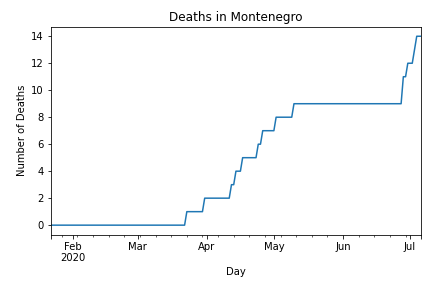 Deaths in Montenegro
Number of Deaths
14
12
10
8
6
4
2
0
Feb
2020
Mar
Apr
May
Jun
Jul
Day